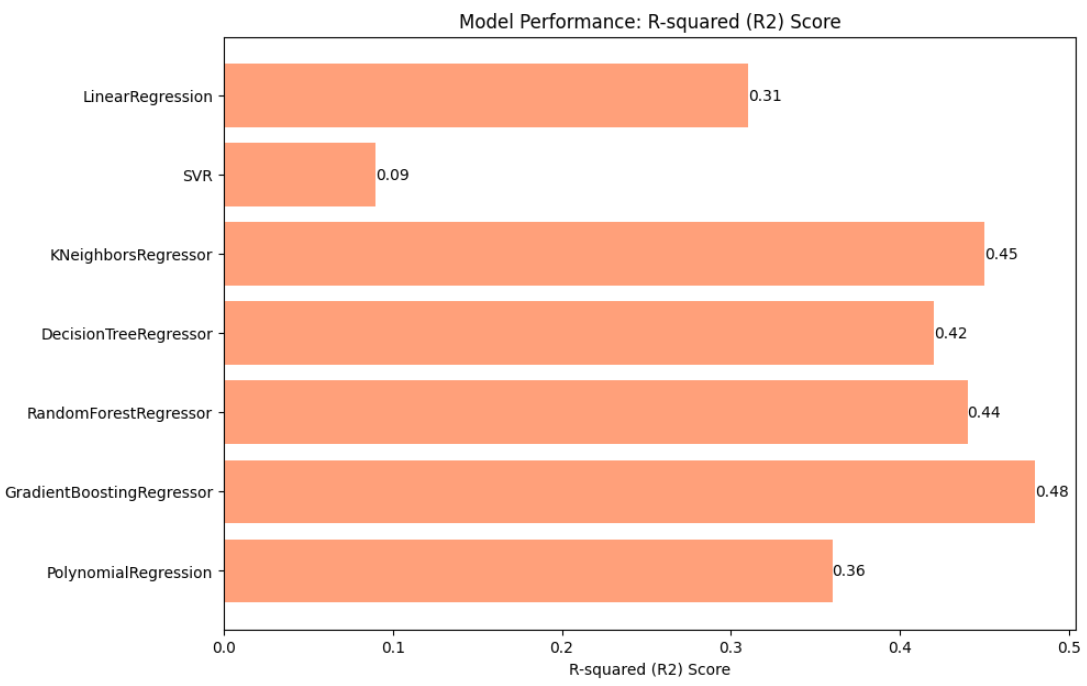 Model Performance: R-squared (R2) Score
LinearRegression
0.31
SVR
0.09
KNeighborsRegressor
0.45
DecisionTreeRegressor
0.42
RandomForestRegressor
0.44
GradientBoostingRegressor
0.48
PolynomialRegression
0.36
0.0 0.1 0.2 0.3 0.4 0.5
R-squared (R2) Score